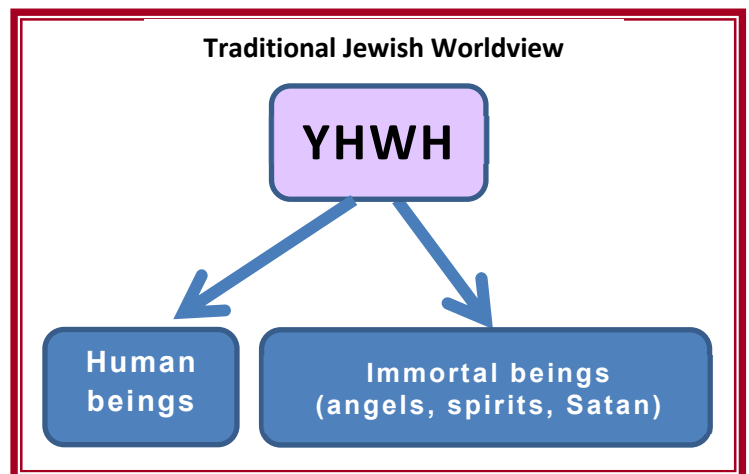 Traditional Jewish Worldview
YHWH
Human
beings
Immortal beings
(angels, spirits, Satan)